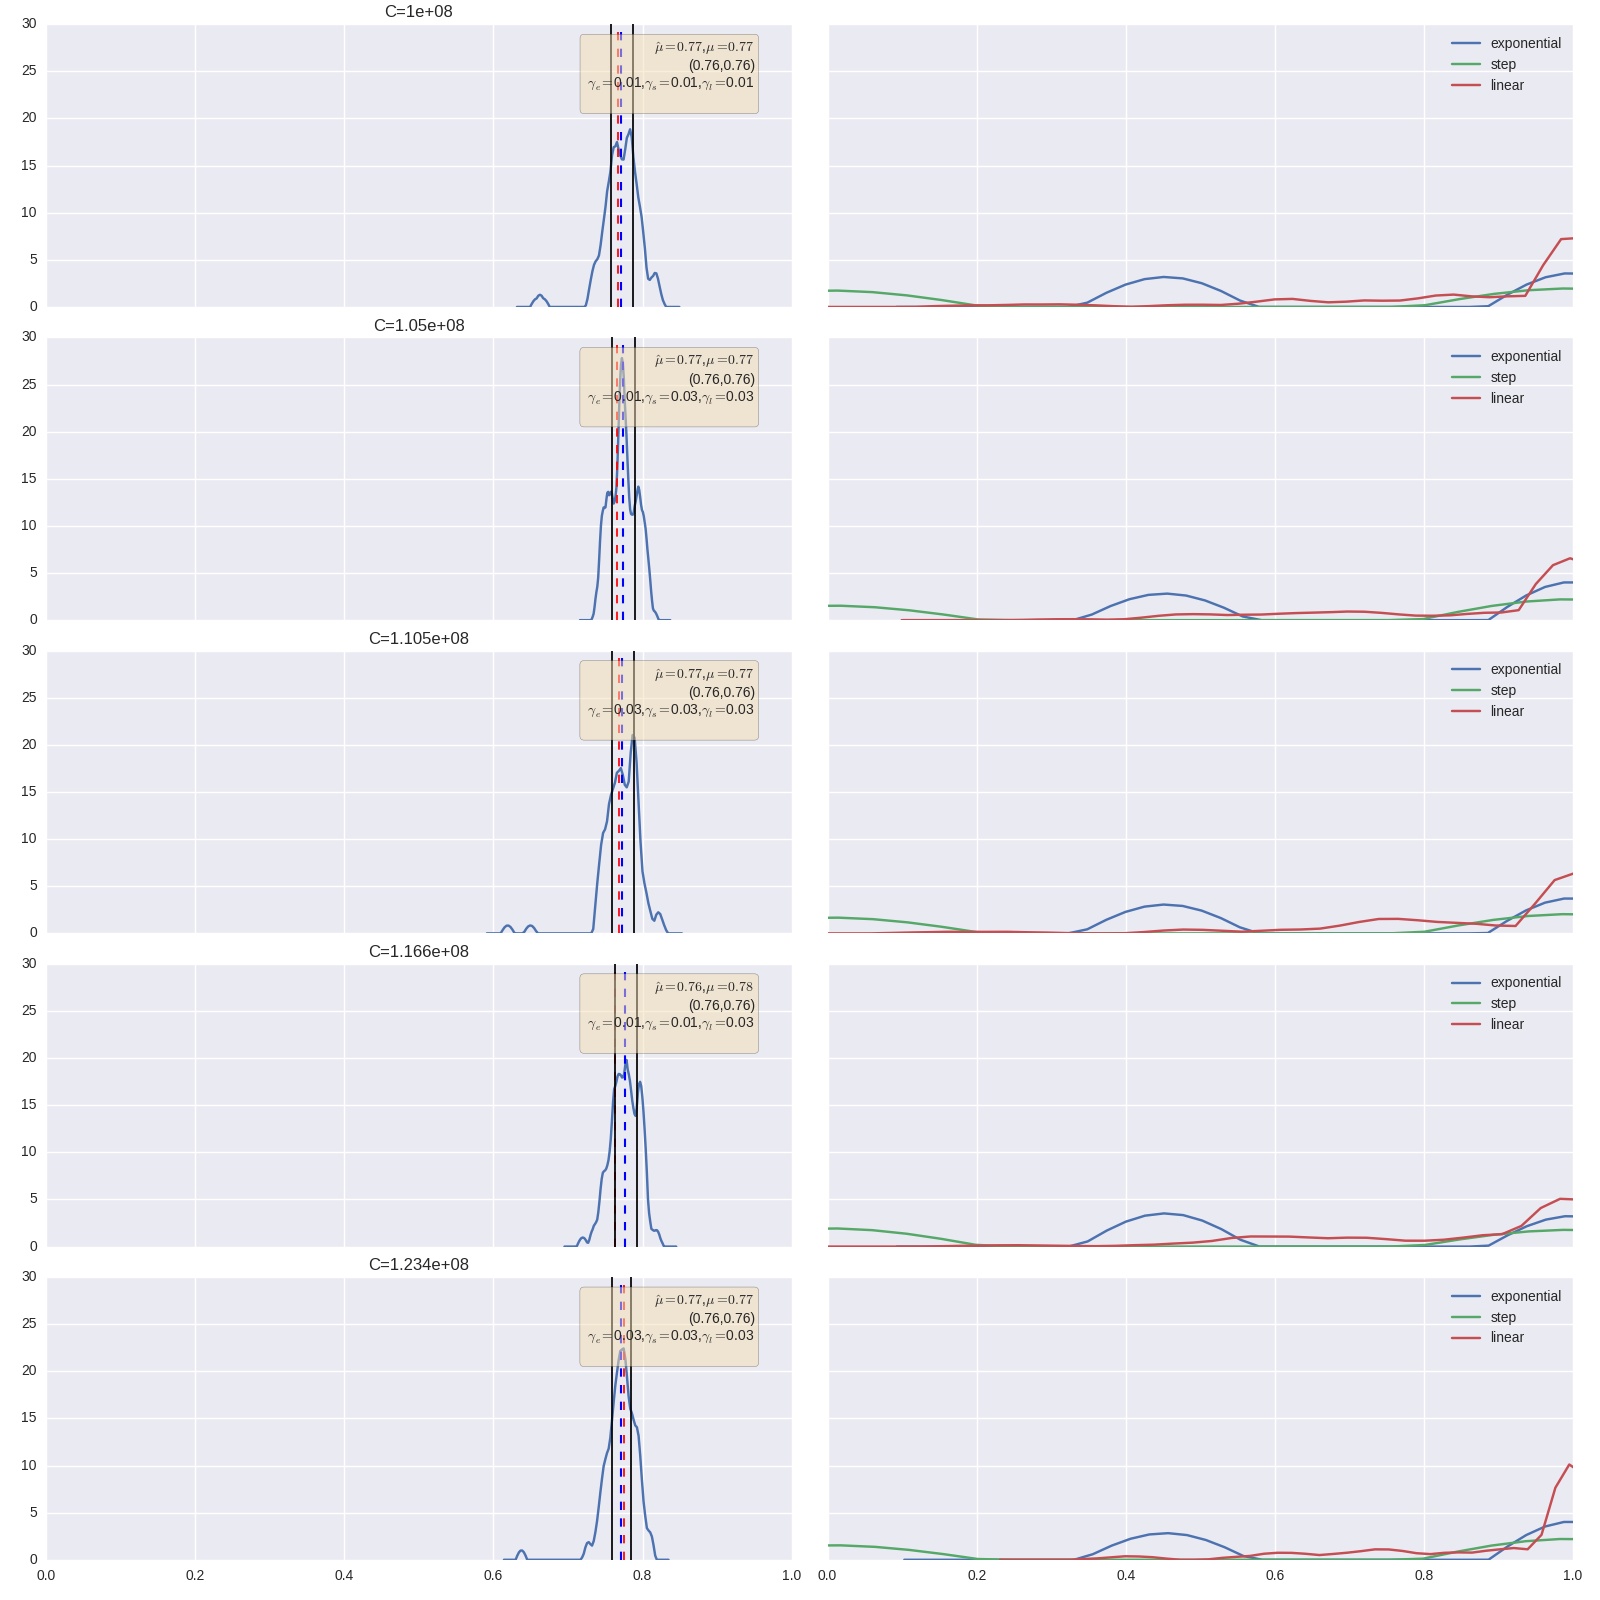 C=1e+08
30
25
20
15
10
5
0
μ̂=0.77,μ=0.77
(0.76,0.76)
γₑ=0.01,γₛ=0.01,γₗ=0.01
exponential
step
linear
C=1.05e+08
30
25
20
15
10
5
0
μ̂=0.77,μ=0.77
(0.76,0.76)
γₑ=0.01,γₛ=0.03,γₗ=0.03
exponential
step
linear
C=1.105e+08
30
25
20
15
10
5
0
μ̂=0.77,μ=0.77
(0.76,0.76)
γₑ=0.03,γₛ=0.03,γₗ=0.03
exponential
step
linear
C=1.166e+08
30
25
20
15
10
5
0
μ̂=0.76,μ=0.78
(0.76,0.76)
γₑ=0.01,γₛ=0.01,γₗ=0.03
exponential
step
linear
C=1.234e+08
30
25
20
15
10
5
0
μ̂=0.77,μ=0.77
(0.76,0.76)
γₑ=0.03,γₛ=0.03,γₗ=0.03
exponential
step
linear
0.0 0.2 0.4 0.6 0.8 1.0
0.0 0.2 0.4 0.6 0.8 1.0